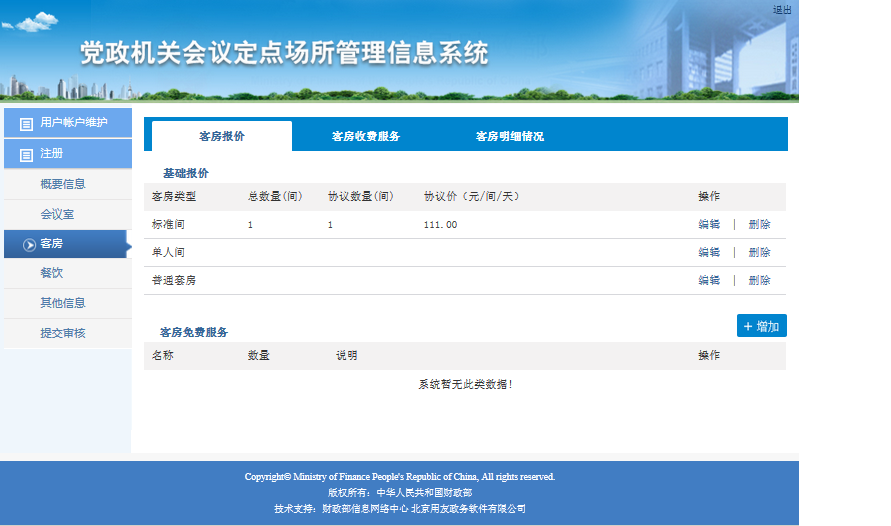 退出
党政机关会议定点场所管理信息系统
用户帐户维护
注册
概要信息
会议室
客房
餐饮
其他信息
提交审核
客房报价 客房收费服务 客房明细情况
基础报价
客房类型 总数量(间) 协议数量(间) 协议价（元/间/天） 操作
标准间 1 1 111.00 编辑 | 删除
单人间 编辑 | 删除
普通套房 编辑 | 删除
客房免费服务 + 增加
名称 数量 说明 操作
系统暂无此类数据!
Copyright© Ministry of Finance People's Republic of China, All rights reserved.
版权所有：中华人民共和国财政部
技术支持：财政部信息网络中心 北京用友政务软件有限公司